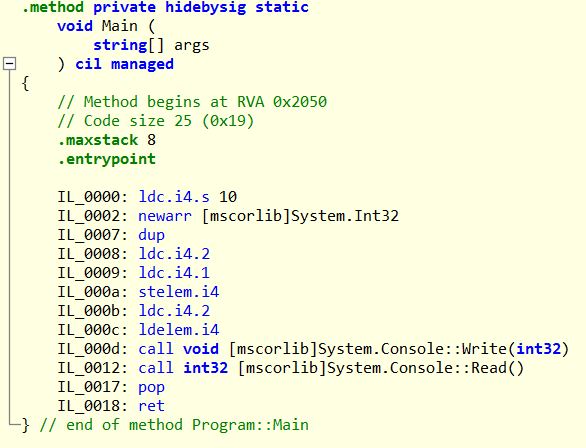 .method private hidebysig static
void Main (
string[] args
) cil managed
{
// Method begins at RVA 0x2050
// Code size 25 (0x19)
.maxstack 8
.entrypoint
IL_0000: ldc.i4.s 10
IL_0002: newarr [mscorlib]System.Int32
IL_0007: dup
IL_0008: ldc.i4.2
IL_0009: ldc.i4.1
IL_000a: stelem.i4
IL_000b: ldc.i4.2
IL_000c: ldelem.i4
IL_000d: call void [mscorlib]System.Console::Write(int32)
IL_0012: call int32 [mscorlib]System.Console::Read()
IL_0017: pop
IL_0018: ret
} // end of method Program::Main